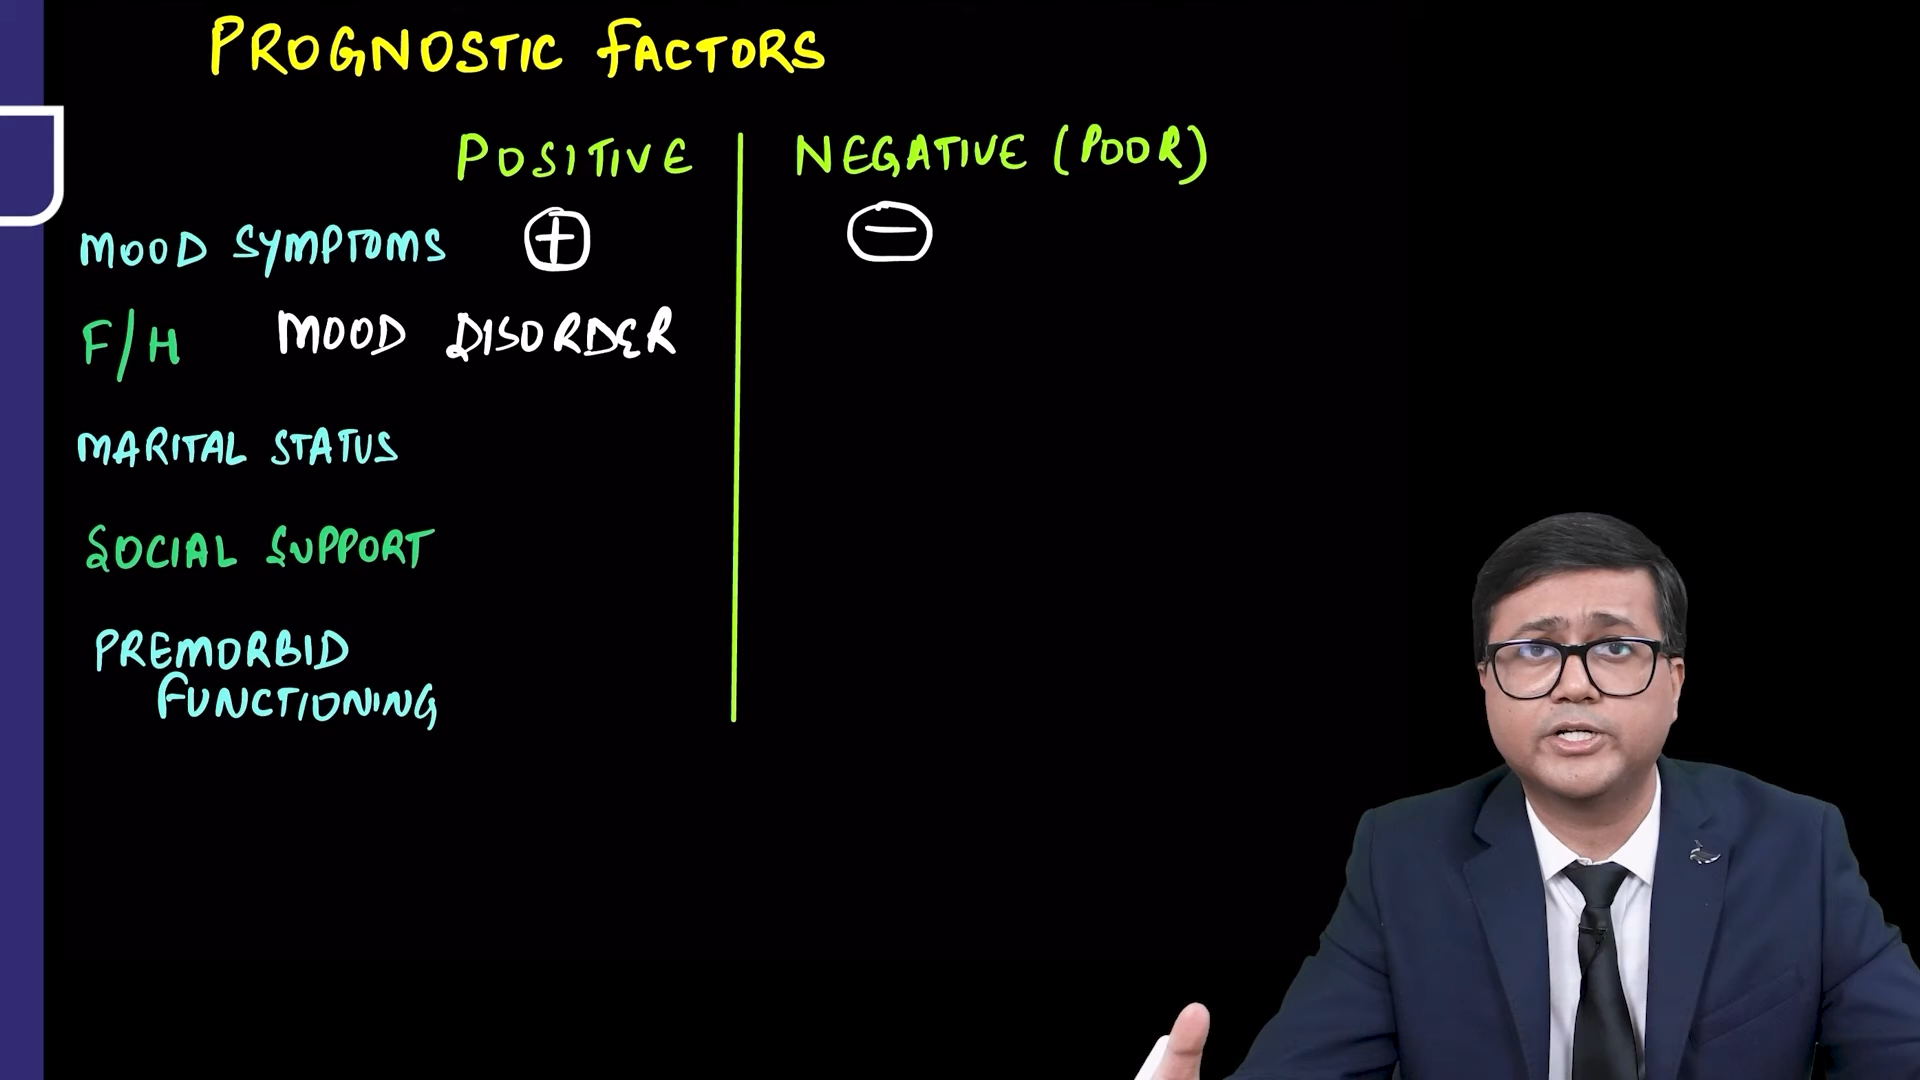 PROGNOSTIC FACTORS
POSITIVE NEGATIVE (POOR)
MOOD SYMPTOMS + −
F/H MOOD DISORDER
MARITAL STATUS
SOCIAL SUPPORT
PREMORBID
FUNCTIONING